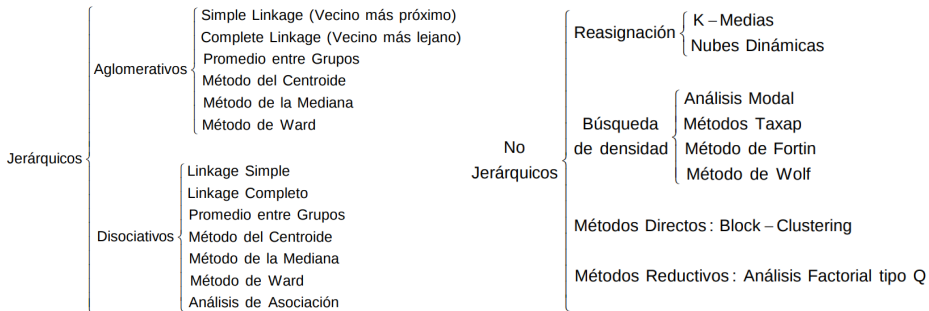 Jerárquicos
Aglomerativos
Simple Linkage (Vecino más próximo)
Complete Linkage (Vecino más lejano)
Promedio entre Grupos
Método del Centroide
Método de la Mediana
Método de Ward
Disociativos
Linkage Simple
Linkage Completo
Promedio entre Grupos
Método del Centroide
Método de la Mediana
Método de Ward
Análisis de Asociación
No
Jerárquicos
Reasignación
K – Medias
Nubes Dinámicas
Búsqueda
de densidad
Análisis Modal
Métodos Taxap
Método de Fortin
Método de Wolf
Métodos Directos : Block – Clustering
Métodos Reductivos : Análisis Factorial tipo Q